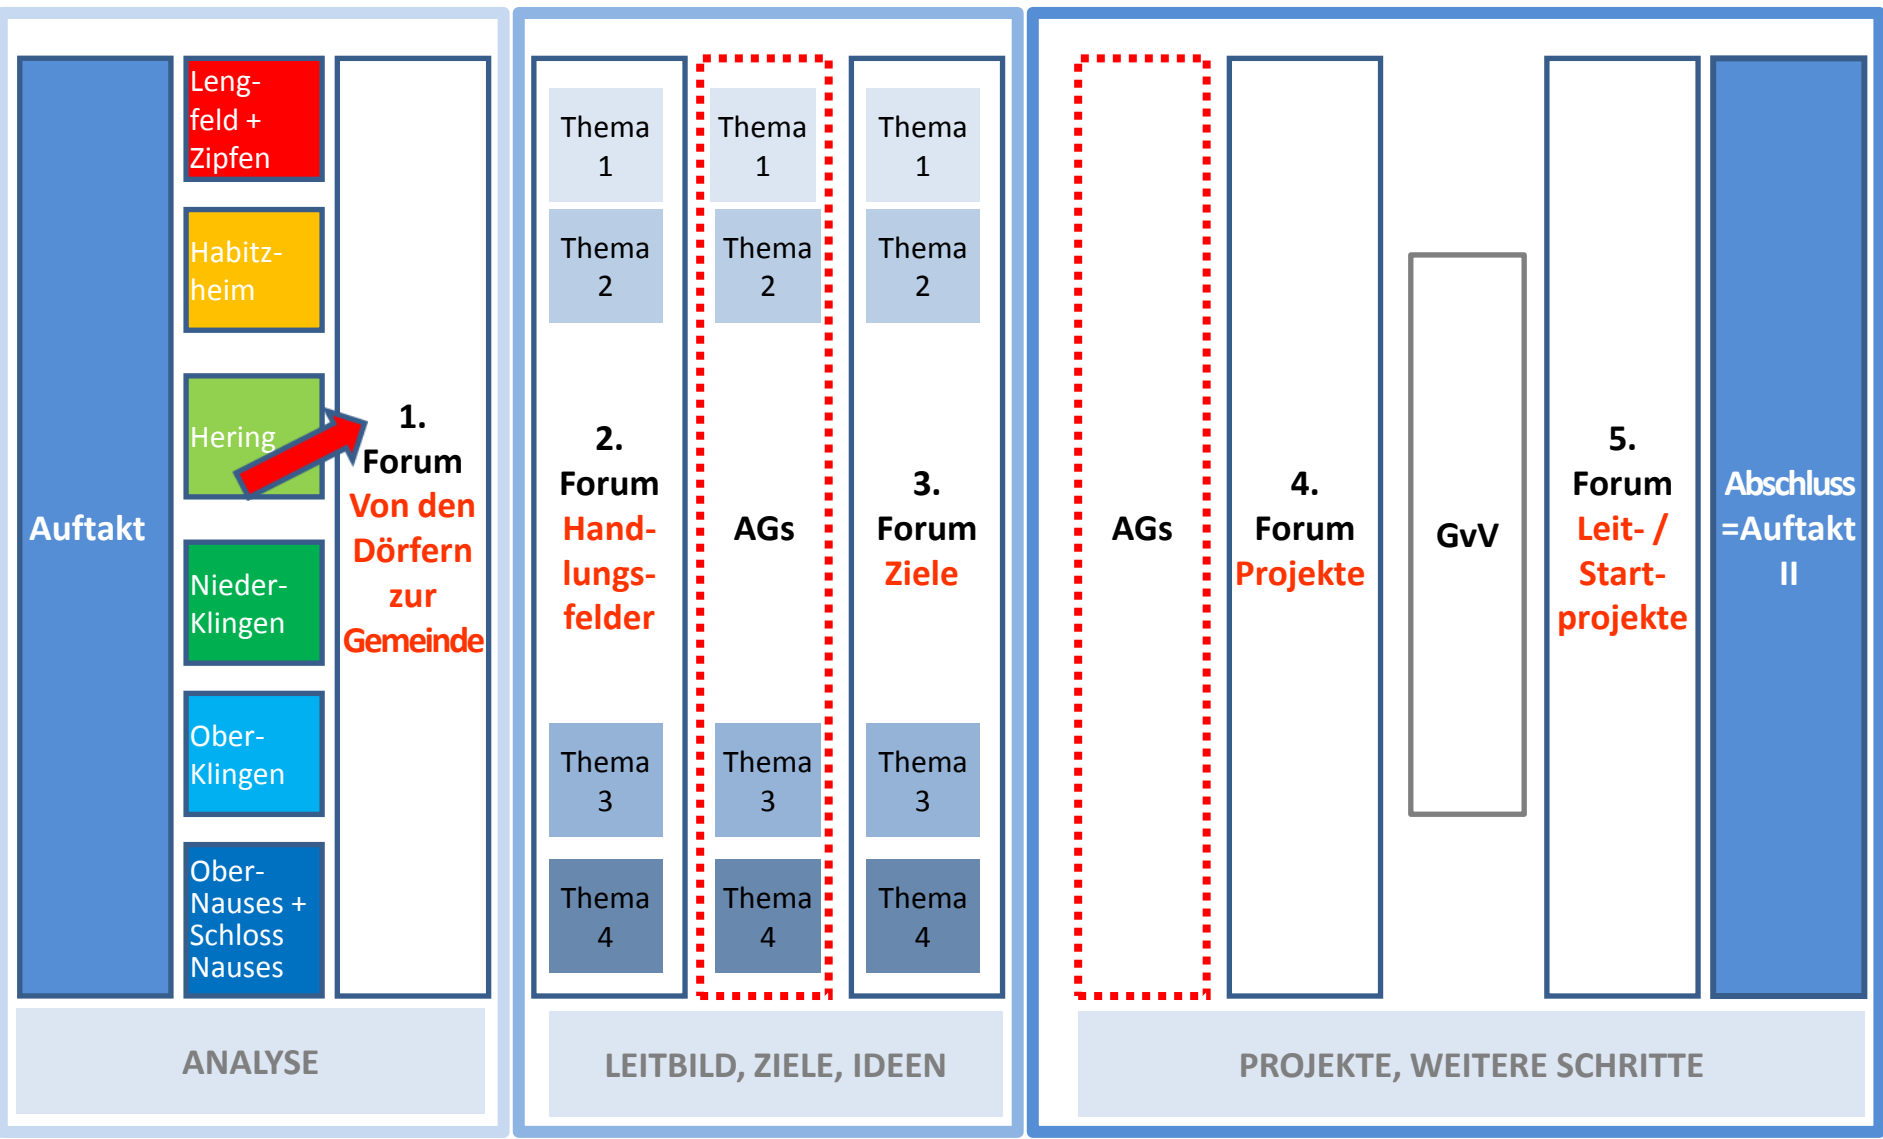 Auftakt
Leng-
feld +
Zipfen
Habitz-
heim
Hering
Nieder-
Klingen
Ober-
Klingen
Ober-
Nauses +
Schloss
Nauses
1.
Forum
Von den
Dörfern
zur
Gemeinde
ANALYSE
Thema
1
Thema
2
2.
Forum
Hand-
lungs-
felder
Thema
3
Thema
4
Thema
1
Thema
2
AGs
Thema
3
Thema
4
Thema
1
Thema
2
3.
Forum
Ziele
Thema
3
Thema
4
LEITBILD, ZIELE, IDEEN
AGs
4.
Forum
Projekte
GvV
5.
Forum
Leit- /
Start-
projekte
Abschluss
=Auftakt
II
PROJEKTE, WEITERE SCHRITTE